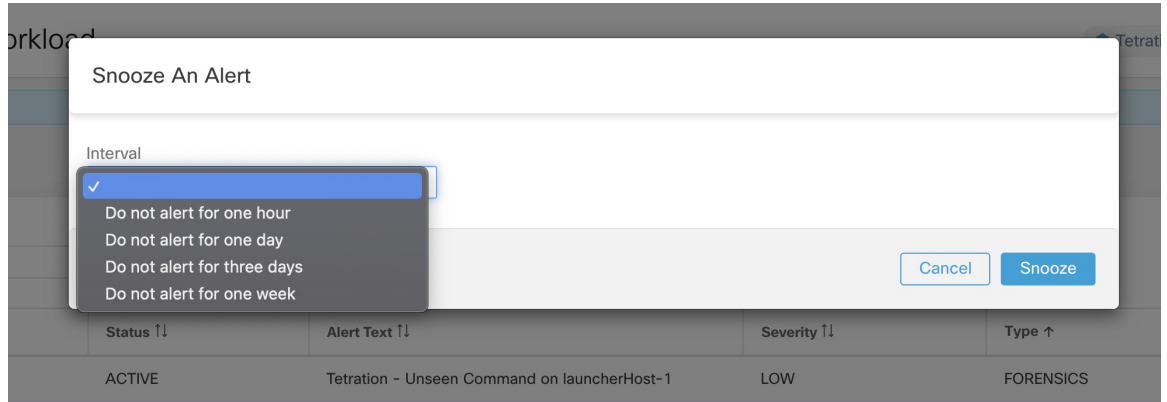 Snooze An Alert
Interval
✓
Do not alert for one hour
Do not alert for one day
Do not alert for three days
Do not alert for one week
Cancel Snooze
Status ↑↓ Alert Text ↑↓ Severity ↑↓ Type ↑
ACTIVE Tetration - Unseen Command on launcherHost-1 LOW FORENSICS